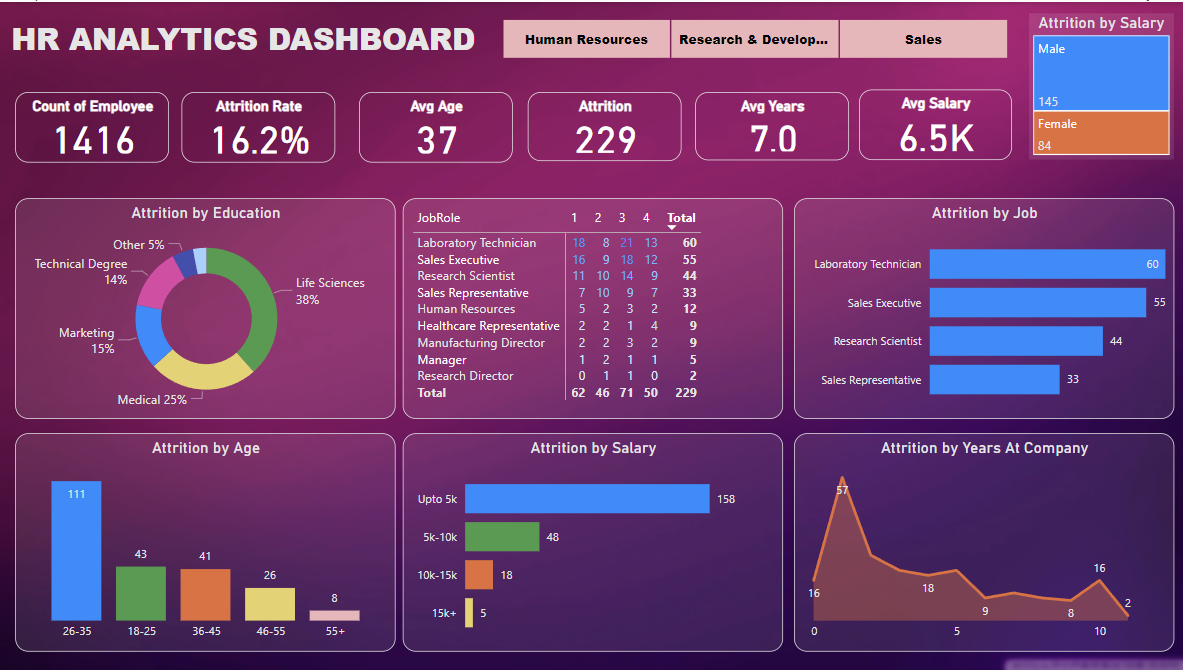 HR ANALYTICS DASHBOARD
Human Resources
Research & Develop...
Sales
Attrition by Salary
Male
145
Female
84
Count of Employee
1416
Attrition Rate
16.2%
Avg Age
37
Attrition
229
Avg Years
7.0
Avg Salary
6.5K
Attrition by Education
Other 5%
Technical Degree
14%
Life Sciences
38%
Marketing
15%
Medical 25%
JobRole 1 2 3 4 Total
Laboratory Technician 18 8 21 13 60
Sales Executive 16 9 18 12 55
Research Scientist 11 10 14 9 44
Sales Representative 7 10 9 7 33
Human Resources 5 2 3 2 12
Healthcare Representative 2 2 1 4 9
Manufacturing Director 2 2 3 2 9
Manager 1 2 1 1 5
Research Director 0 1 1 0 2
Total 62 46 71 50 229
Attrition by Job
Laboratory Technician 60
Sales Executive 55
Research Scientist 44
Sales Representative 33
Attrition by Age
111
43
41
26
8
26-35 18-25 36-45 46-55 55+
Attrition by Salary
Upto 5k 158
5k-10k 48
10k-15k 18
15k+ 5
Attrition by Years At Company
57
16
18
9
8
16
2
0 5 10